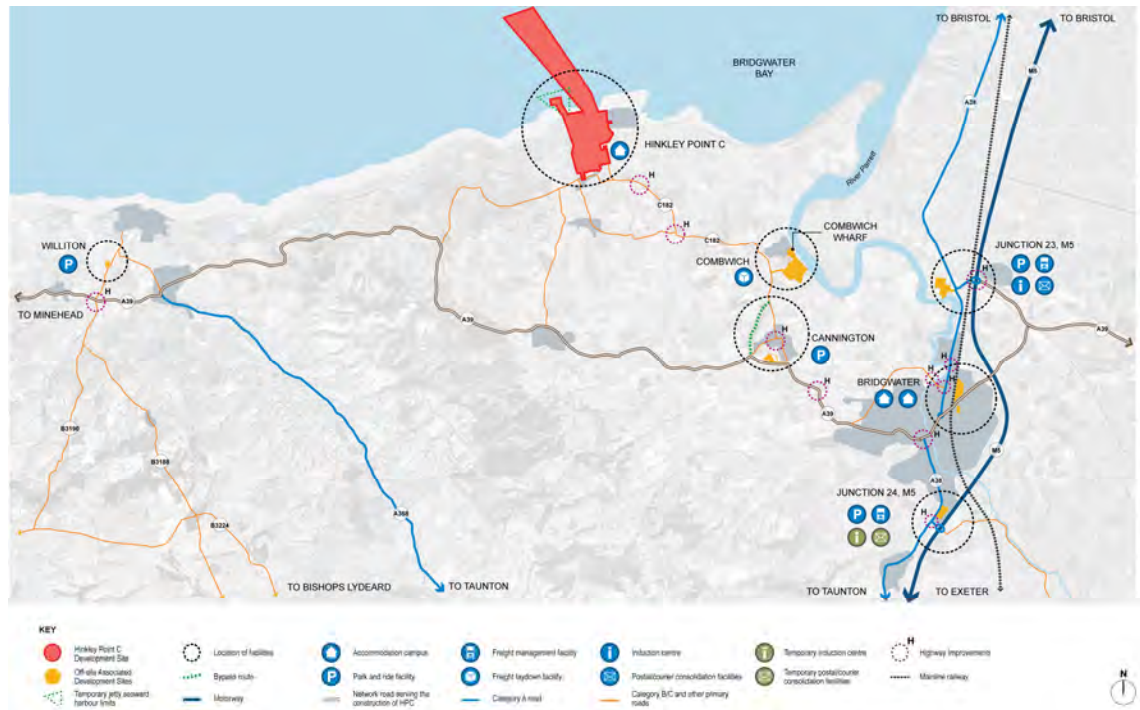 TO BRISTOL
TO BRISTOL
BRIDGWATER
BAY
M5
A38
HINKLEY POINT C
River Parrett
H
C182
H
C182
COMBWICH
WHARF
WILLITON
P
COMBWICH
JUNCTION 23, M5
P
i
H
H
A39
TO MINEHEAD
A39
A39
H
CANNINGTON
P
H
BRIDGWATER
H
H
H
A39
H
B3190
B3188
M5
A38
JUNCTION 24, M5
P
i
H
A358
B3224
TO BISHOPS LYDEARD
TO TAUNTON
TO TAUNTON
TO EXETER
KEY
Hinkley Point C
Development Site
Location of facilities
Accommodation campus
Freight management facility
i
Induction centre
i
Temporary induction centre
H
Highway improvements
Off-site Associated
Development Sites
Bypass route
P
Park and ride facility
Freight laydown facility
Postal/courier consolidation facilities
Temporary postal/courier
consolidation facilities
Mainline railway
Temporary jetty seaward
harbour limits
Motorway
Network road serving the
construction of HPC
Category A road
Category B/C and other primary
roads
N